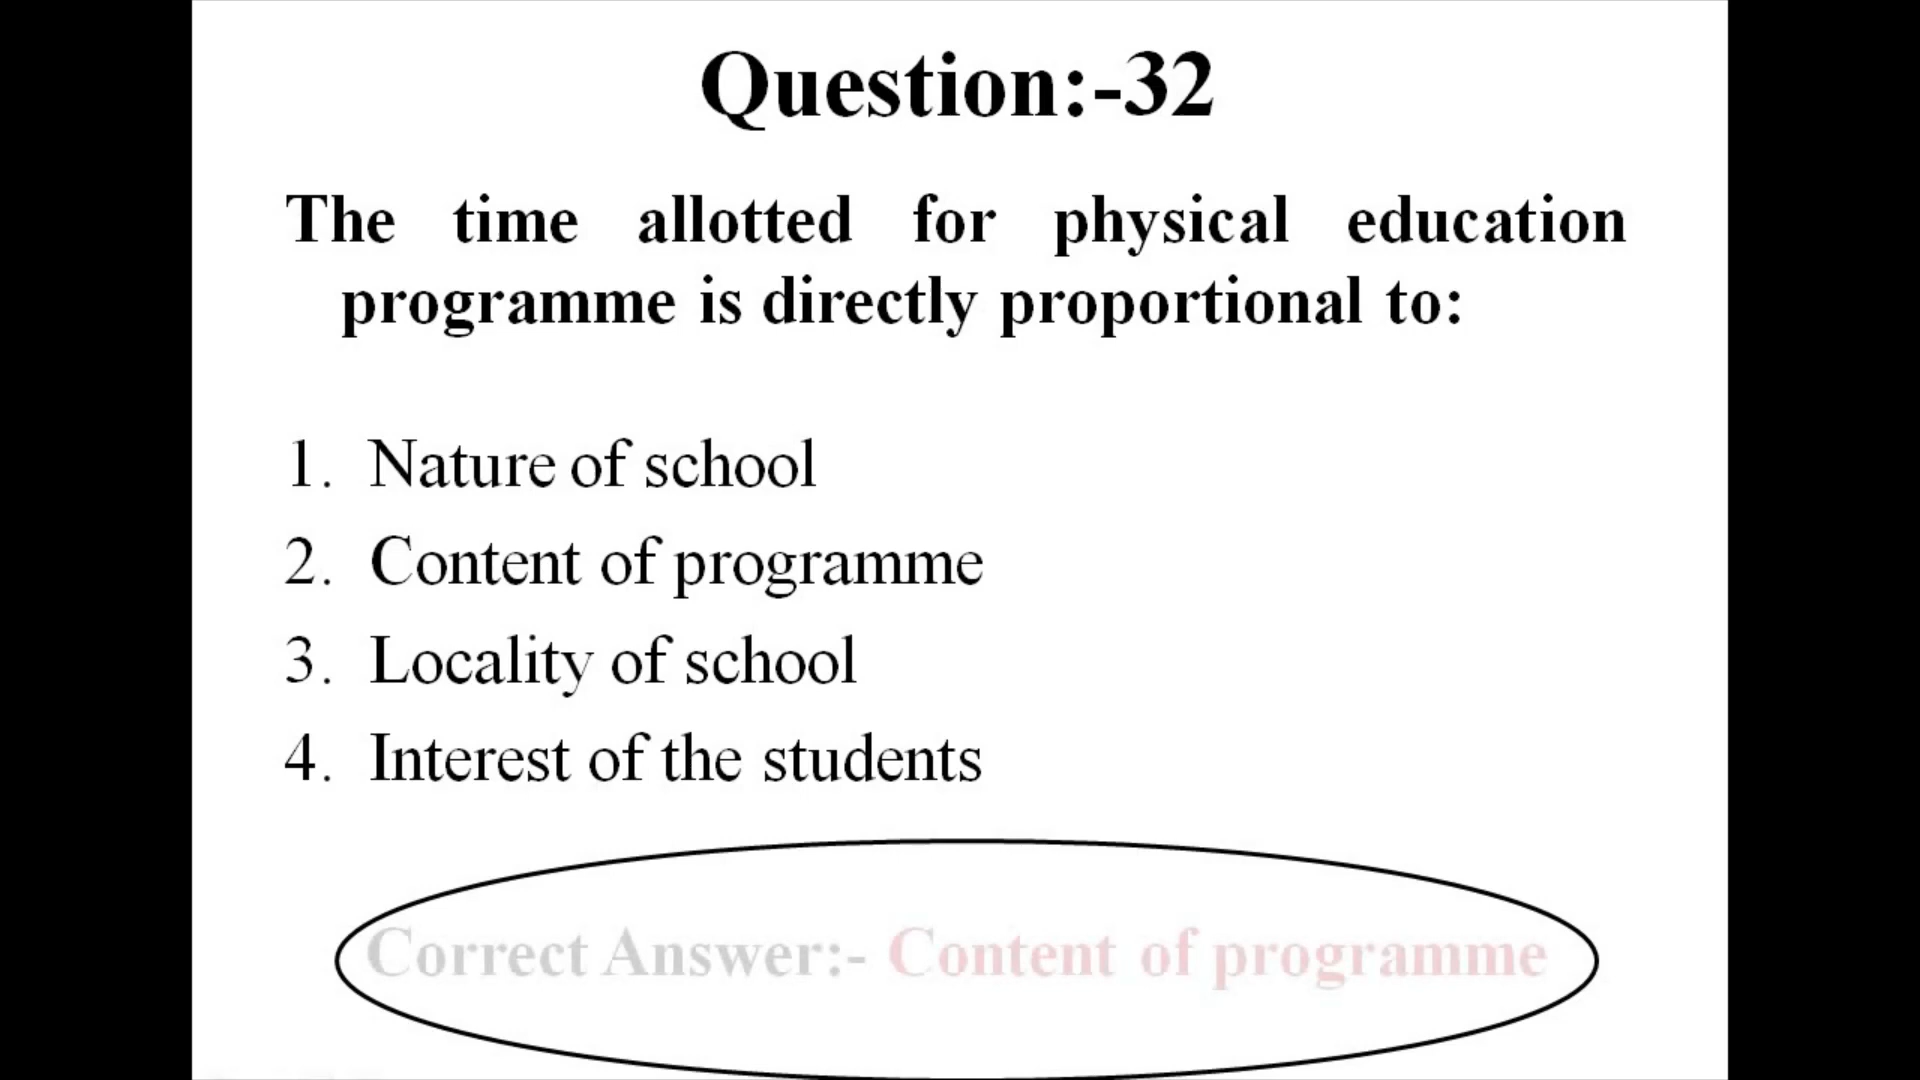 Question:-32
The time allotted for physical education
programme is directly proportional to:
1. Nature of school
2. Content of programme
3. Locality of school
4. Interest of the students
Correct Answer:- Content of programme